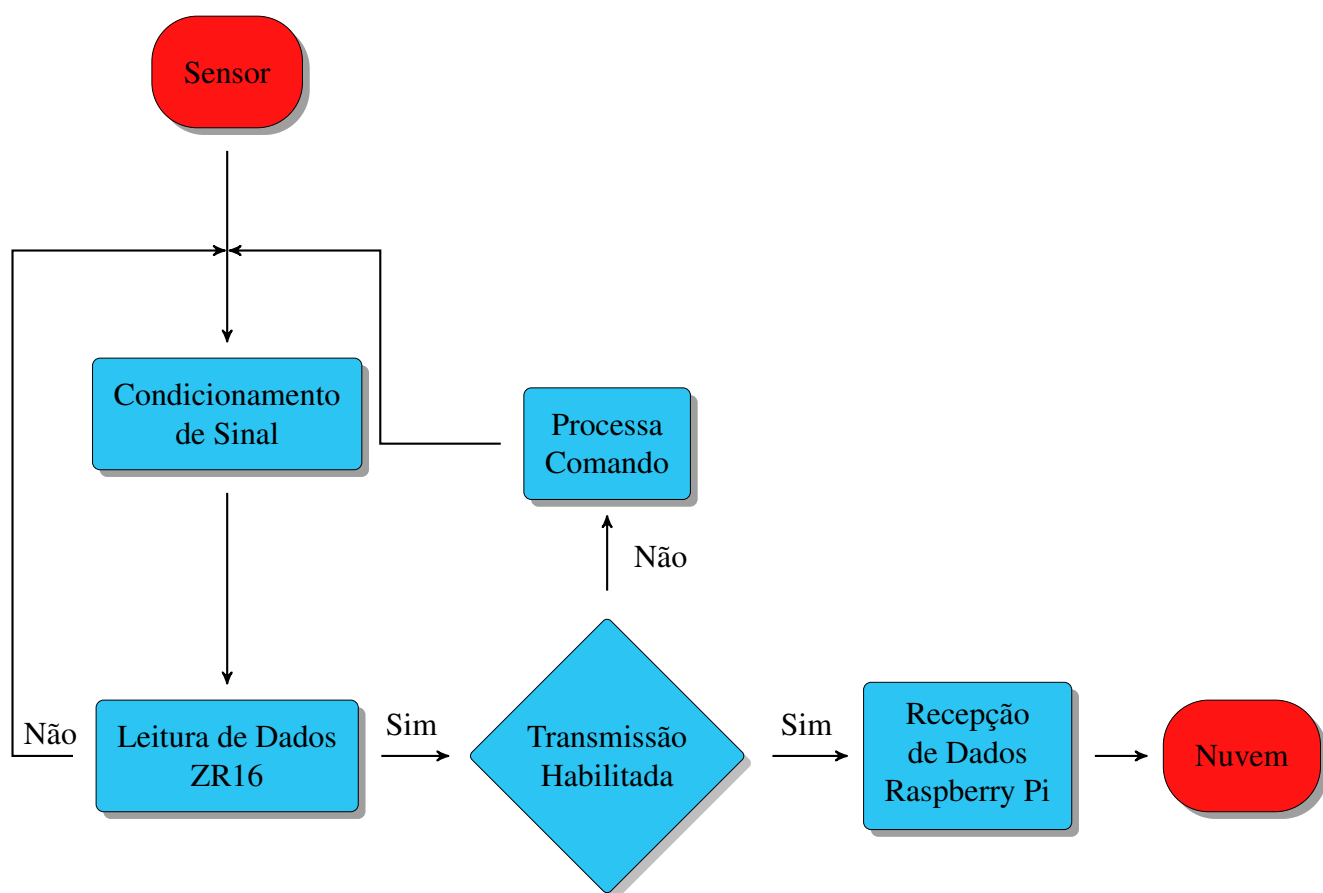 Sensor
Condicionamento
de Sinal
Processa
Comando
Não
Não
Leitura de Dados
ZR16
Sim
Transmissão
Habilitada
Sim
Recepção
de Dados
Raspberry Pi
Nuvem